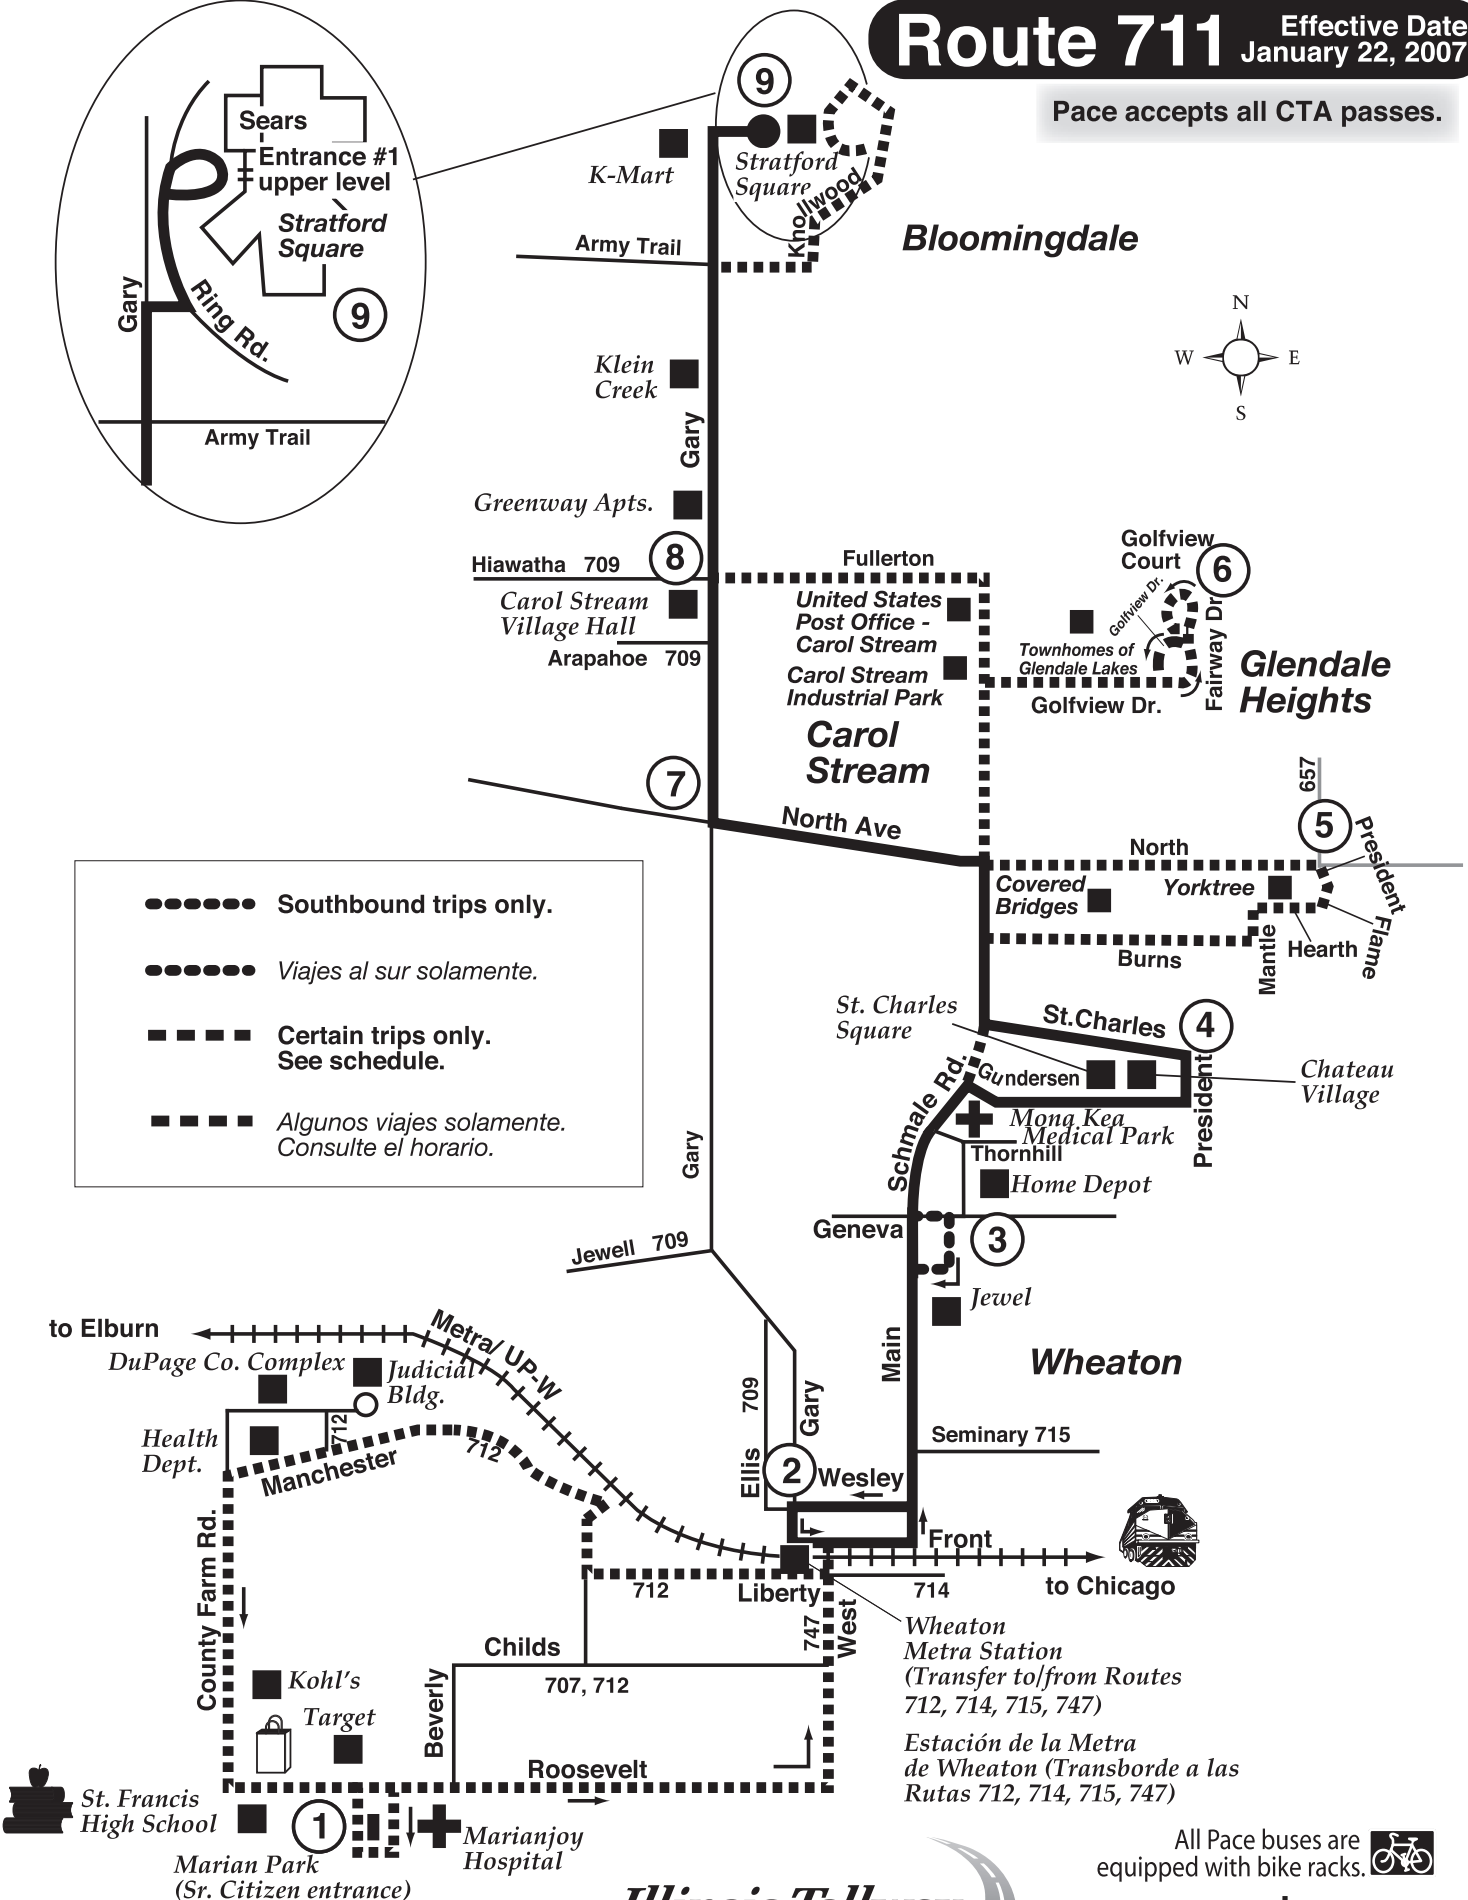 Route 711
Effective Date
January 22, 2007
Pace accepts all CTA passes.
9
Sears
Entrance #1
upper level
Stratford
Square
Gary
Ring Rd.
9
Army Trail
K-Mart
Stratford
Square
Knollwood
Army Trail
Bloomingdale
N
W
E
S
Klein
Creek
Gary
Greenway Apts.
8
Hiawatha 709
Fullerton
Carol Stream
Village Hall
Arapahoe 709
United States
Post Office -
Carol Stream
Carol Stream
Industrial Park
Golfview
Court
6
Golfview Dr.
Townhomes of
Glendale Lakes
Fairway Dr.
Golfview Dr.
Glendale
Heights
Carol
Stream
7
North Ave
657
5
North
President
Covered
Bridges
Yorktree
Flame
Hearth
Mantle
Burns
Southbound trips only.
Viajes al sur solamente.
Certain trips only.
See schedule.
Algunos viajes solamente.
Consulte el horario.
St. Charles
Square
St.Charles
4
Gundersen
Chateau
Village
President
Schmale Rd.
Mona Kea
Medical Park
Thornhill
Home Depot
Gary
Geneva
3
Jewell 709
Jewel
Main
Wheaton
to Elburn
Metra/ UP-W
DuPage Co. Complex
Judicial
Bldg.
712
Health
Dept.
Manchester
712
709
Gary
Ellis
2
Seminary 715
Wesley
Front
to Chicago
County Farm Rd.
712
Liberty
714
747
West
Wheaton
Metra Station
(Transfer to/from Routes
712, 714, 715, 747)
Childs
707, 712
Beverly
Kohl's
Target
Estación de la Metra
de Wheaton (Transborde a las
Rutas 712, 714, 715, 747)
Roosevelt
St. Francis
High School
1
Marianjoy
Hospital
Marian Park
(Sr. Citizen entrance)
All Pace buses are
equipped with bike racks.
Illinois Tollway